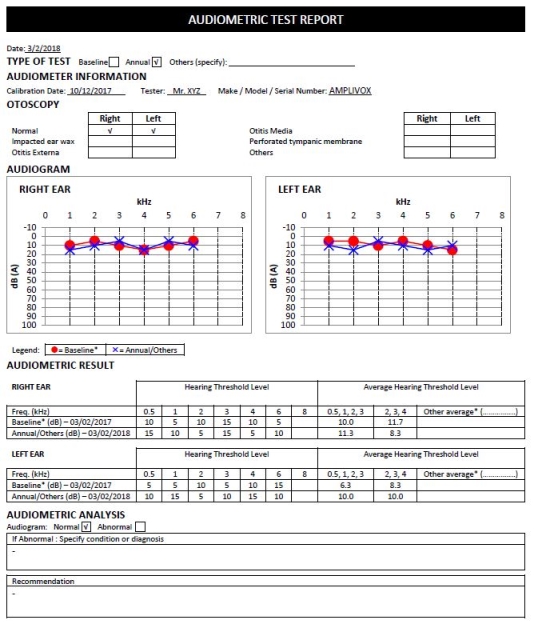 AUDIOMETRIC TEST REPORT
Date: 3/2/2018
TYPE OF TEST Baseline Annual √ Others (specify):
AUDIOMETER INFORMATION
Calibration Date: 10/12/2017 Tester: Mr. XYZ Make / Model / Serial Number: AMPLIVOX
OTOSCOPY
Right Left Right Left
Normal √ √ Otitis Media
Impacted ear wax Perforated tympanic membrane
Otitis Externa Others
AUDIOGRAM
RIGHT EAR LEFT EAR
kHz kHz
0 1 2 3 4 5 6 7 8 0 1 2 3 4 5 6 7 8
-10 -10
0 0
10 10
20 20
30 30
40 40
50 50
60 60
70 70
80 80
90 90
100 100
dB (A) dB (A)
Legend: = Baseline* X = Annual/Others
AUDIOMETRIC RESULT
RIGHT EAR Hearing Threshold Level Average Hearing Threshold Level
Freq. (kHz) 0.5 1 2 3 4 6 8 0.5, 1, 2, 3 2, 3, 4 Other average* (...............)
Baseline* (dB) – 03/02/2017 10 5 10 15 10 5 10.0 11.7
Annual/Others (dB) – 03/02/2018 15 10 5 15 5 10 11.3 8.3
LEFT EAR Hearing Threshold Level Average Hearing Threshold Level
Freq. (kHz) 0.5 1 2 3 4 6 8 0.5, 1, 2, 3 2, 3, 4 Other average* (...............)
Baseline* (dB) – 03/02/2017 5 5 10 5 10 15 6.3 8.3
Annual/Others (dB) – 03/02/2018 10 15 5 10 15 10 10.0 10.0
AUDIOMETRIC ANALYSIS
Audiogram: Normal √ Abnormal
If Abnormal : Specify condition or diagnosis
-
Recommendation
-